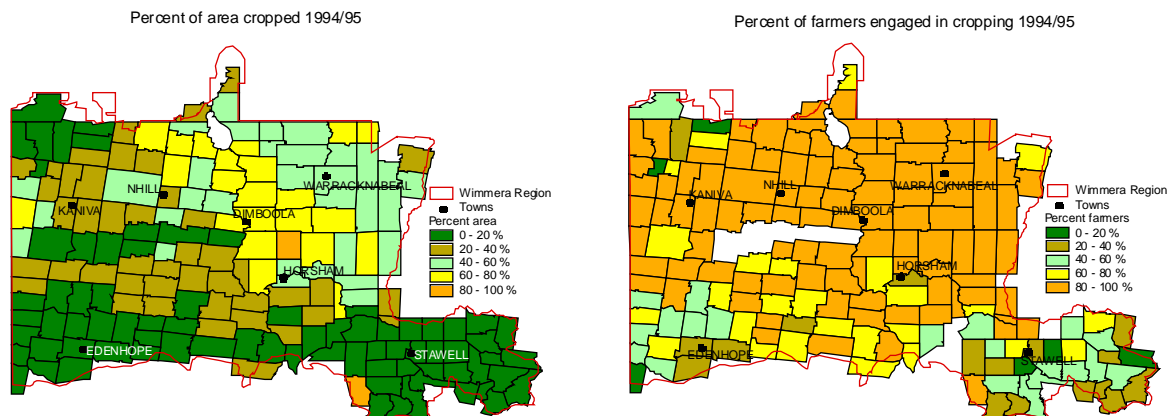 Percent of area cropped 1994/95
NHILL
KANIVA
WARRACKNABEAL
DIMBOOLA
HORSHAM
EDENHOPE
STAWELL
Wimmera Region
Towns
Percent area
0 - 20 %
20 - 40 %
40 - 60 %
60 - 80 %
80 - 100 %
Percent of farmers engaged in cropping 1994/95
NHILL
KANIVA
WARRACKNABEAL
DIMBOOLA
HORSHAM
EDENHOPE
STAWELL
Wimmera Region
Towns
Percent farmers
0 - 20 %
20 - 40 %
40 - 60 %
60 - 80 %
80 - 100 %